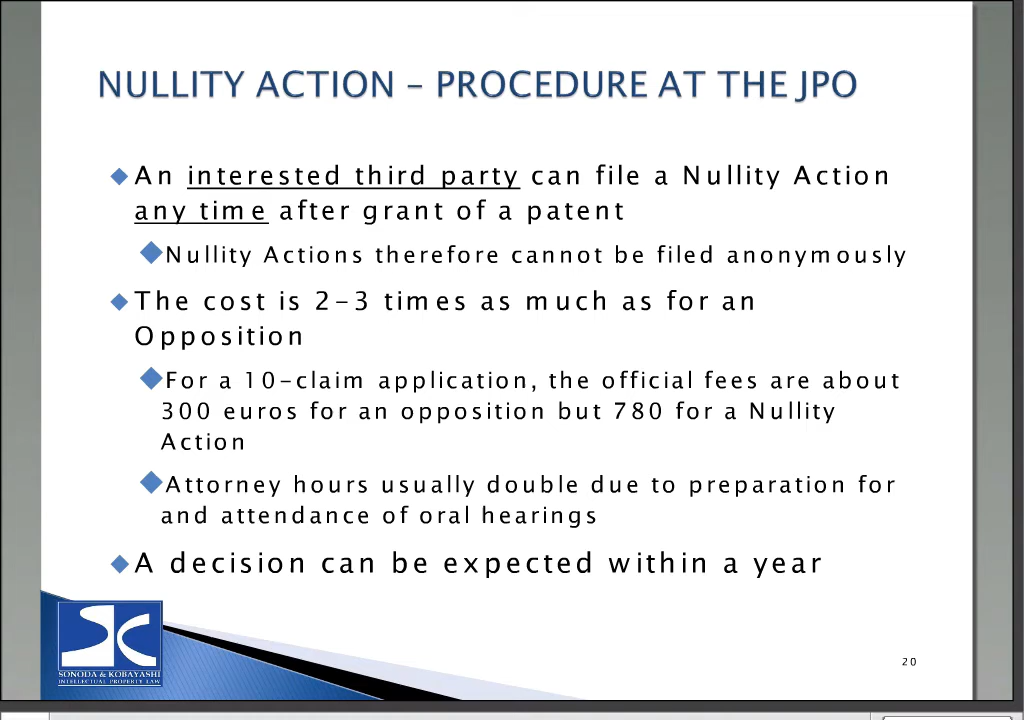 NULLITY ACTION – PROCEDURE AT THE JPO
An interested third party can file a Nullity Action
any time after grant of a patent
Nullity Actions therefore cannot be filed anonymously
The cost is 2-3 times as much as for an
Opposition
For a 10-claim application, the official fees are about
300 euros for an opposition but 780 for a Nullity
Action
Attorney hours usually double due to preparation for
and attendance of oral hearings
A decision can be expected within a year
SONODA & KOBAYASHI
INTELLECTUAL PROPERTY LAW
20